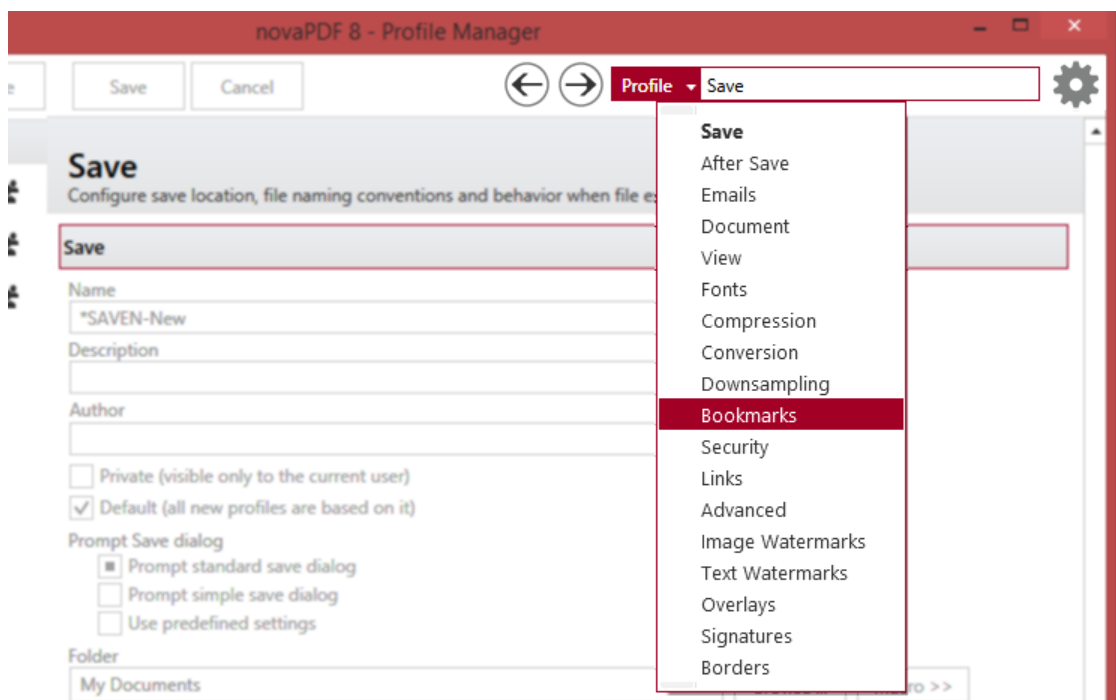 novaPDF 8 - Profile Manager
Save Cancel Profile Save
Save
Configure save location, file naming conventions and behavior when file
Save
Name
*SAVEN-New
Description
Author
Private (visible only to the current user)
Default (all new profiles are based on it)
Prompt Save dialog
Prompt standard save dialog
Prompt simple save dialog
Use predefined settings
Folder
My Documents
Save
After Save
Emails
Document
View
Fonts
Compression
Conversion
Downsampling
Bookmarks
Security
Links
Advanced
Image Watermarks
Text Watermarks
Overlays
Signatures
Borders